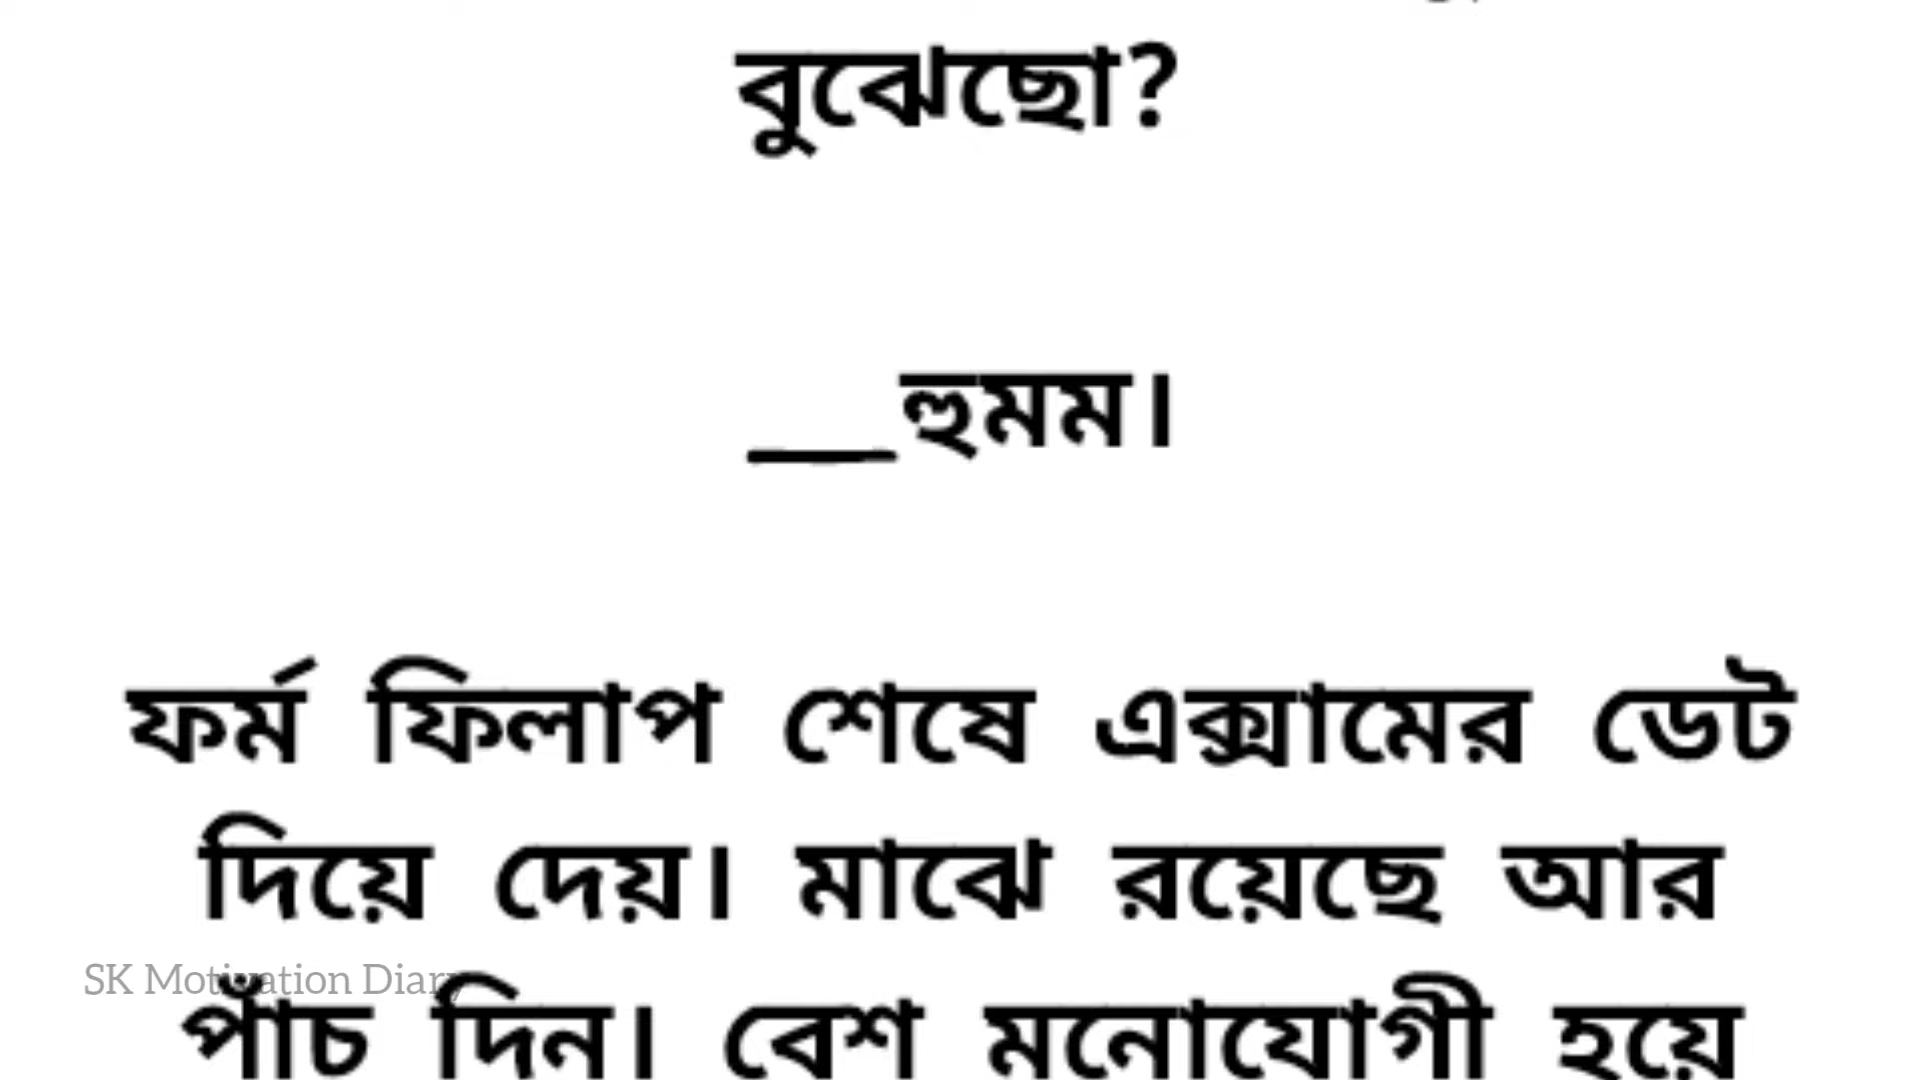 বুঝেছো?
__হুমম।
ফর্ম ফিলাপ শেষে এক্সামের ডেট
দিয়ে দেয়। মাঝে রয়েছে আর
SK Motivation Diary
পাঁচ দিন। বেশ মনোযোগী হয়ে